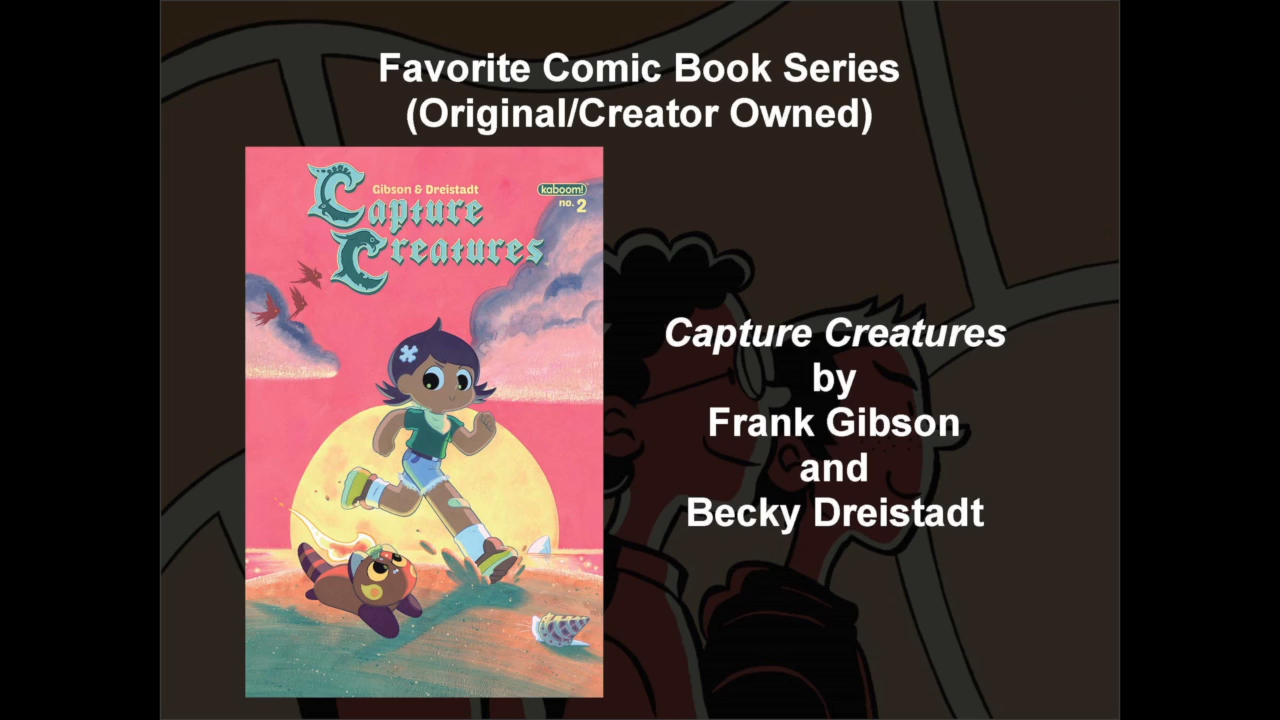 Favorite Comic Book Series
(Original/Creator Owned)
Gibson & Dreistadt
kaboom!
no. 2
Capture
Creatures
Capture Creatures
by
Frank Gibson
and
Becky Dreistadt